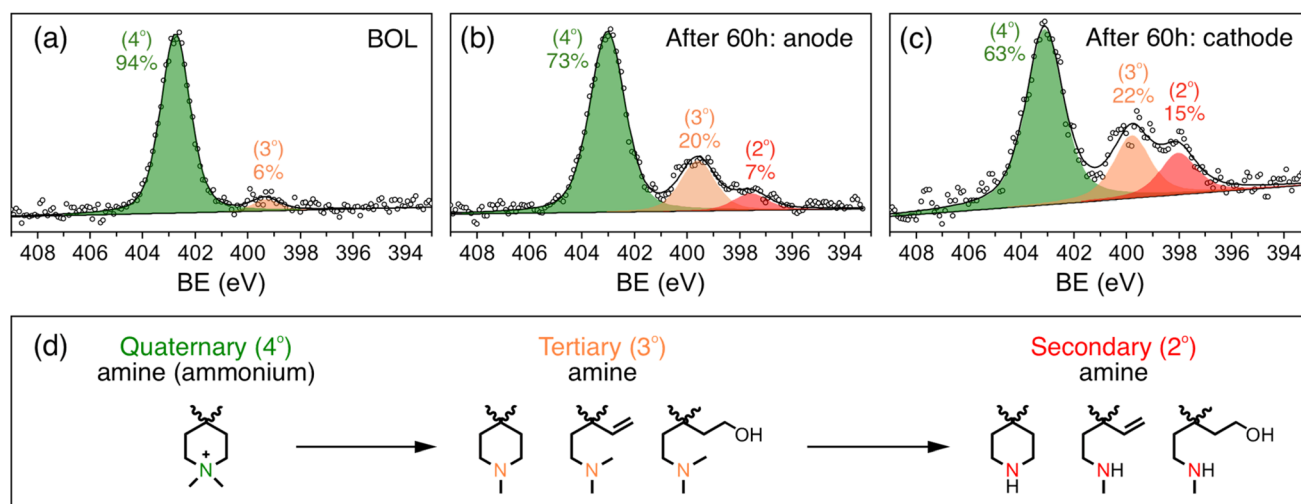 (a) BOL
(4°)
94%
(3°)
6%
408 406 404 402 400 398 396 394
BE (eV)
(b) After 60h: anode
(4°)
73%
(3°)
20%
(2°)
7%
408 406 404 402 400 398 396 394
BE (eV)
(c) After 60h: cathode
(4°)
63%
(3°)
22%
(2°)
15%
408 406 404 402 400 398 396 394
BE (eV)
(d)
Quaternary (4°)
amine (ammonium)
Tertiary (3°)
amine
Secondary (2°)
amine
+
N
N
N
OH
N
N
H
NH
OH
NH